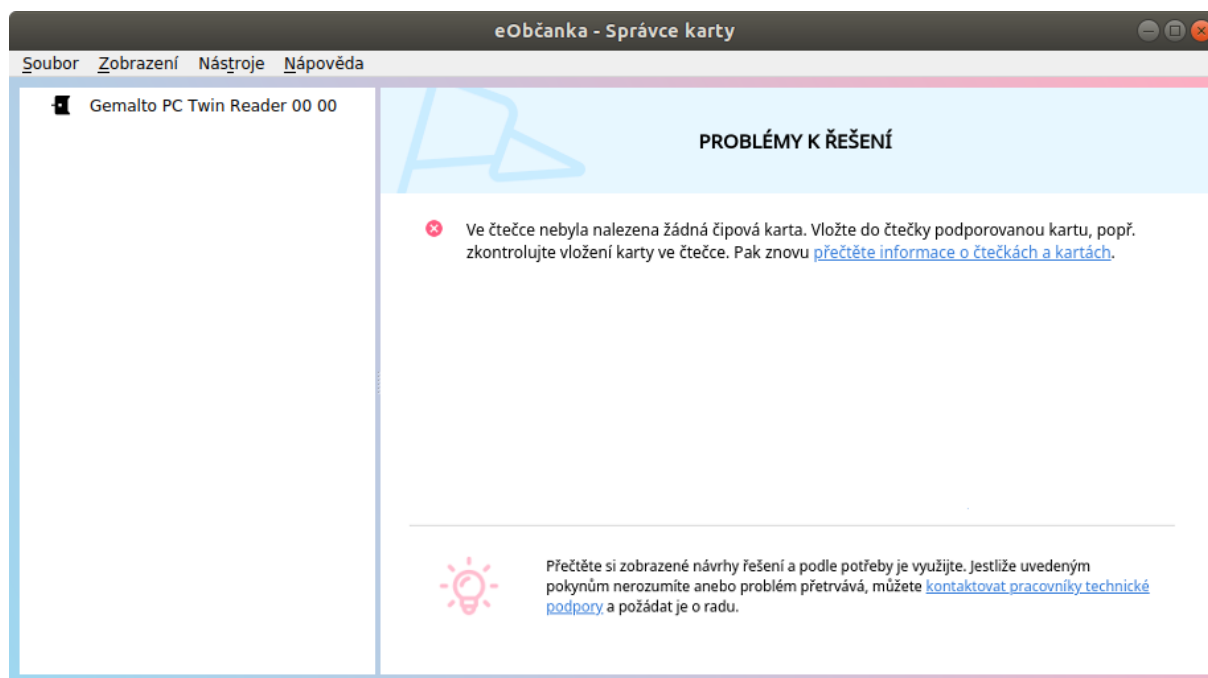 eObčanka - Správce karty
Soubor Zobrazení Nástroje Nápověda
Gemalto PC Twin Reader 00 00
PROBLÉMY K ŘEŠENÍ
Ve čtečce nebyla nalezena žádná čipová karta. Vložte do čtečky podporovanou kartu, popř.
zkontrolujte vložení karty ve čtečce. Pak znovu přečtěte informace o čtečkách a kartách.
Přečtěte si zobrazené návrhy řešení a podle potřeby je využijte. Jestliže uvedeným
pokynům nerozumíte anebo problém přetrvává, můžete kontaktovat pracovníky technické
podpory a požádat je o radu.